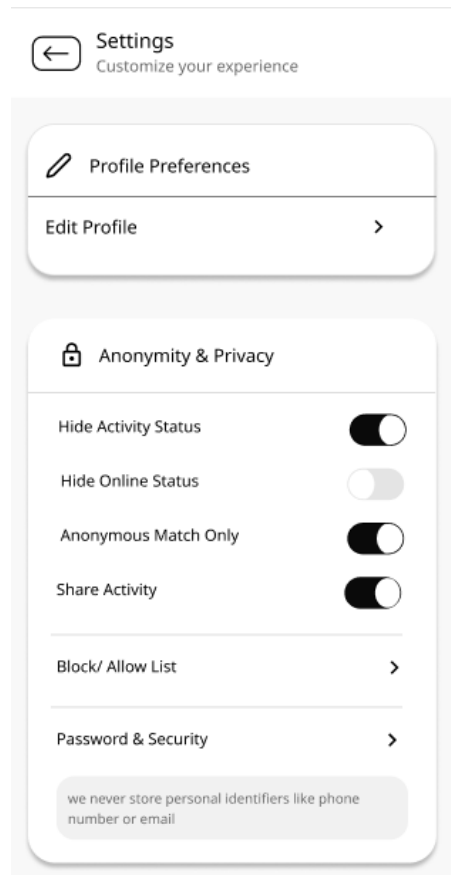 Settings
Customize your experience
Profile Preferences
Edit Profile
Anonymity & Privacy
Hide Activity Status
Hide Online Status
Anonymous Match Only
Share Activity
Block/ Allow List
Password & Security
we never store personal identifiers like phone
number or email